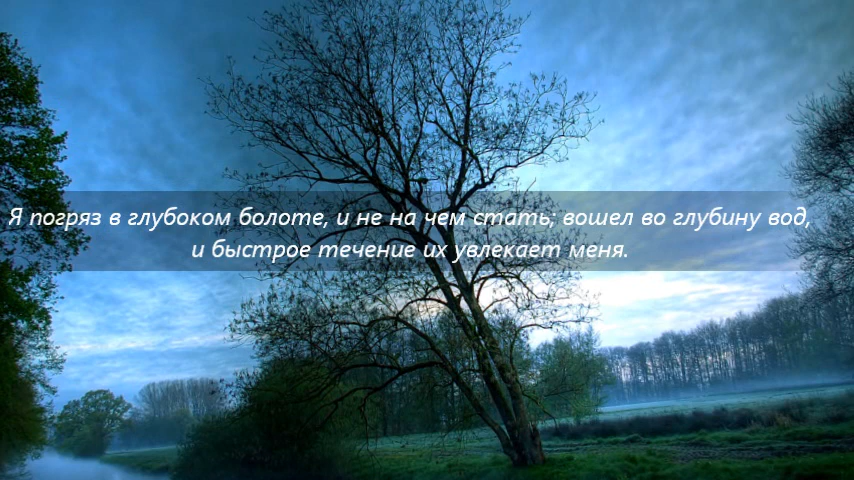 Я погряз в глубоком болоте, и не на чем стать; вошел во глубину вод,
и быстрое течение их увлекает меня.